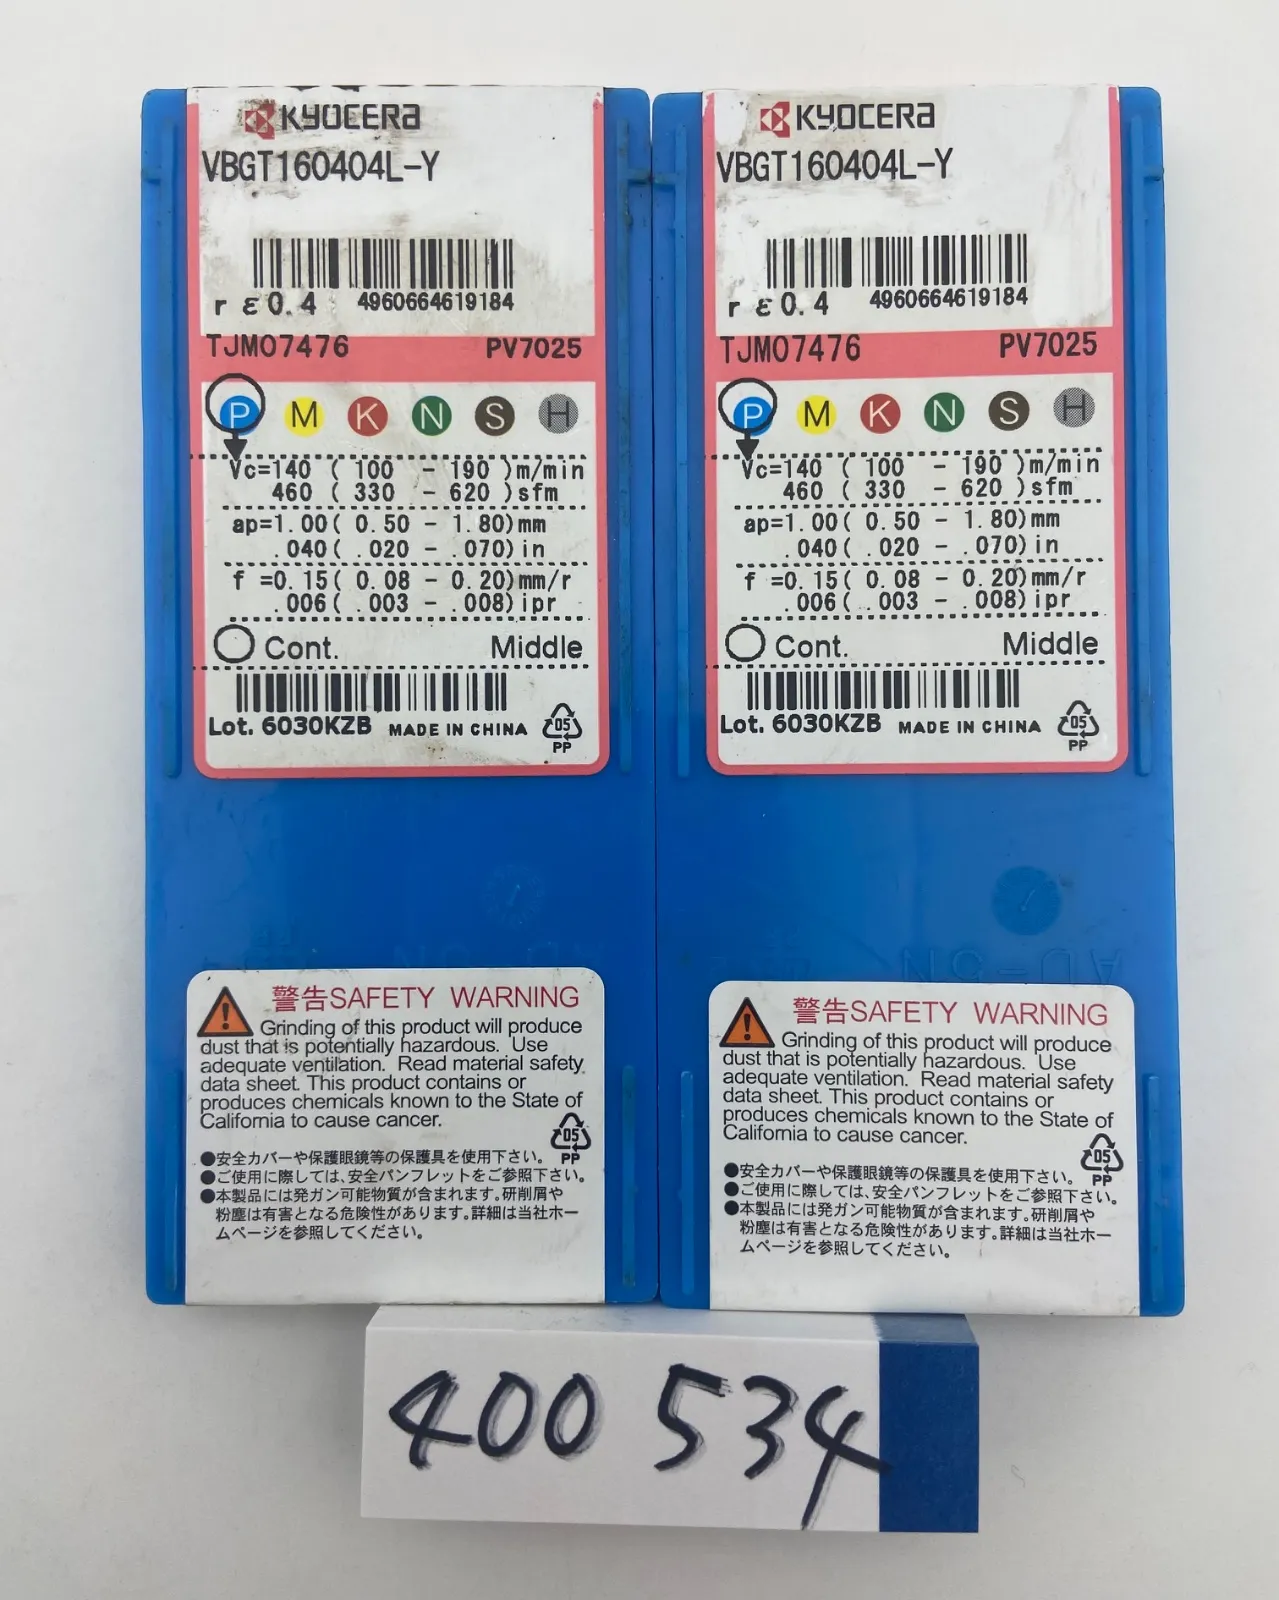 KYOCERA
VBGT160404L-Y
r ε0.4 4960664619184
TJM07476 PV7025
P M K N S H
Vc=140 ( 100 - 190 )m/min
460 ( 330 - 620 )sfm
ap=1.00( 0.50 - 1.80)mm
.040( .020 - .070)in
f =0.15( 0.08 - 0.20)mm/r
.006( .003 - .008)ipr
Cont. Middle
Lot. 6030KZB MADE IN CHINA 05
PP
警告SAFETY WARNING
Grinding of this product will produce
dust that is potentially hazardous. Use
adequate ventilation. Read material safety
data sheet. This product contains or
produces chemicals known to the State of
California to cause cancer.
05
PP
●安全カバーや保護眼鏡等の保護具を使用下さい。
●ご使用に際しては、安全パンフレットをご参照下さい。
●本製品には発ガン可能物質が含まれます。研削屑や
粉塵は有害となる危険性があります。詳細は当社ホー
ムページを参照してください。
KYOCERA
VBGT160404L-Y
r ε0.4 4960664619184
TJM07476 PV7025
P M K N S H
Vc=140 ( 100 - 190 )m/min
460 ( 330 - 620 )sfm
ap=1.00( 0.50 - 1.80)mm
.040( .020 - .070)in
f =0.15( 0.08 - 0.20)mm/r
.006( .003 - .008)ipr
Cont. Middle
Lot. 6030KZB MADE IN CHINA 05
PP
警告SAFETY WARNING
Grinding of this product will produce
dust that is potentially hazardous. Use
adequate ventilation. Read material safety
data sheet. This product contains or
produces chemicals known to the State of
California to cause cancer.
05
PP
●安全カバーや保護眼鏡等の保護具を使用下さい。
●ご使用に際しては、安全パンフレットをご参照下さい。
●本製品には発ガン可能物質が含まれます。研削屑や
粉塵は有害となる危険性があります。詳細は当社ホー
ムページを参照してください。
400 534